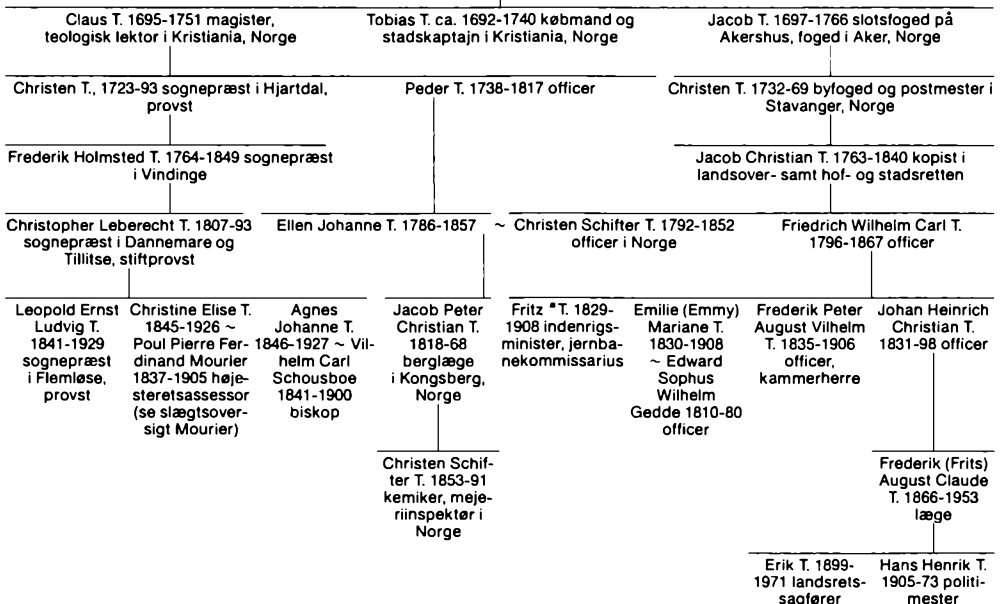 Claus T. 1695-1751 magister,
teologisk lektor i Kristiania, Norge
Tobias T. ca. 1692-1740 købmand og
stadskaptajn i Kristiania, Norge
Jacob T. 1697-1766 slotsfoged på
Akershus, foged i Aker, Norge
Christen T., 1723-93 sognepræst i Hjartdal,
provst
Peder T. 1738-1817 officer
Christen T. 1732-69 byfoged og postmester i
Stavanger, Norge
Frederik Holmsted T. 1764-1849 sognepræst
i Vindinge
Jacob Christian T. 1763-1840 kopist i
landsover- samt hof- og stadsretten
Christopher Leberecht T. 1807-93
sognepræst i Dannemare og
Tillitse, stiftprovst
Ellen Johanne T. 1786-1857 ~ Christen Schifter T. 1792-1852
officer i Norge
Friedrich Wilhelm Carl T.
1796-1867 officer
Leopold Ernst
Ludvig T.
1841-1929
sognepræst
i Flemløse,
provst
Christine Elise T.
1845-1926 ~
Poul Pierre Fer-
dinand Mourier
1837-1905 høje-
steretsassessor
(se slægtsover-
sigt Mourier)
Agnes
Johanne T.
1846-1927 ~ Vil-
helm Carl
Schousboe
1841-1900
biskop
Jacob Peter
Christian T.
1818-68
berglæge
i Kongsberg,
Norge
Fritz * T. 1829-
1908 indenrigs-
minister, jernba-
nekommissarius
Emilie (Emmy)
Mariane T.
1830-1908
~ Edward
Sophus
Wilhelm
Gedde 1810-80
officer
Frederik Peter
August Vilhelm
T. 1835-1906
officer,
kammerherre
Johan Heinrich
Christian T.
1831-98 officer
Christen Schif-
ter T. 1853-91
kemiker, meje-
riinspektør i
Norge
Frederik (Frits)
August Claude
T. 1866-1953
læge
Erik T. 1899-
1971 landsrets-
sagfører
Hans Henrik T.
1905-73 politi-
mester